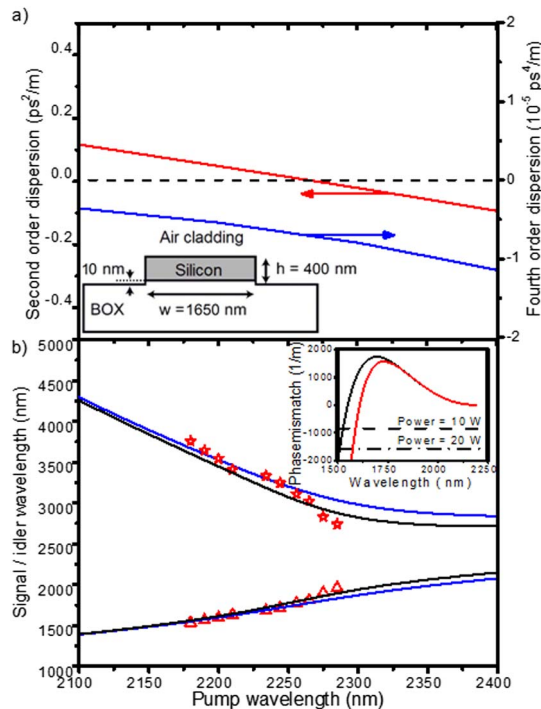 a)
0.5
0.4
0.2
0.0
-0.2
-0.4
Second order dispersion (ps²/m)
2
1
0
-1
-2
Fourth order dispersion (10⁻⁵ ps⁴/m)
Air cladding
10 nm
Silicon
h = 400 nm
BOX
w =1650 nm
b)
5000
4500
4000
3500
3000
2500
2000
1500
1000
Signal / idler wavelength (nm)
2100 2150 2200 2250 2300 2350 2400
Pump wavelength (nm)
2000
1000
0
-1000
-2000
Phasemismatch (1/m)
Power = 10 W
Power = 20 W
1500 1750 2000 2250
Wavelength ( nm)